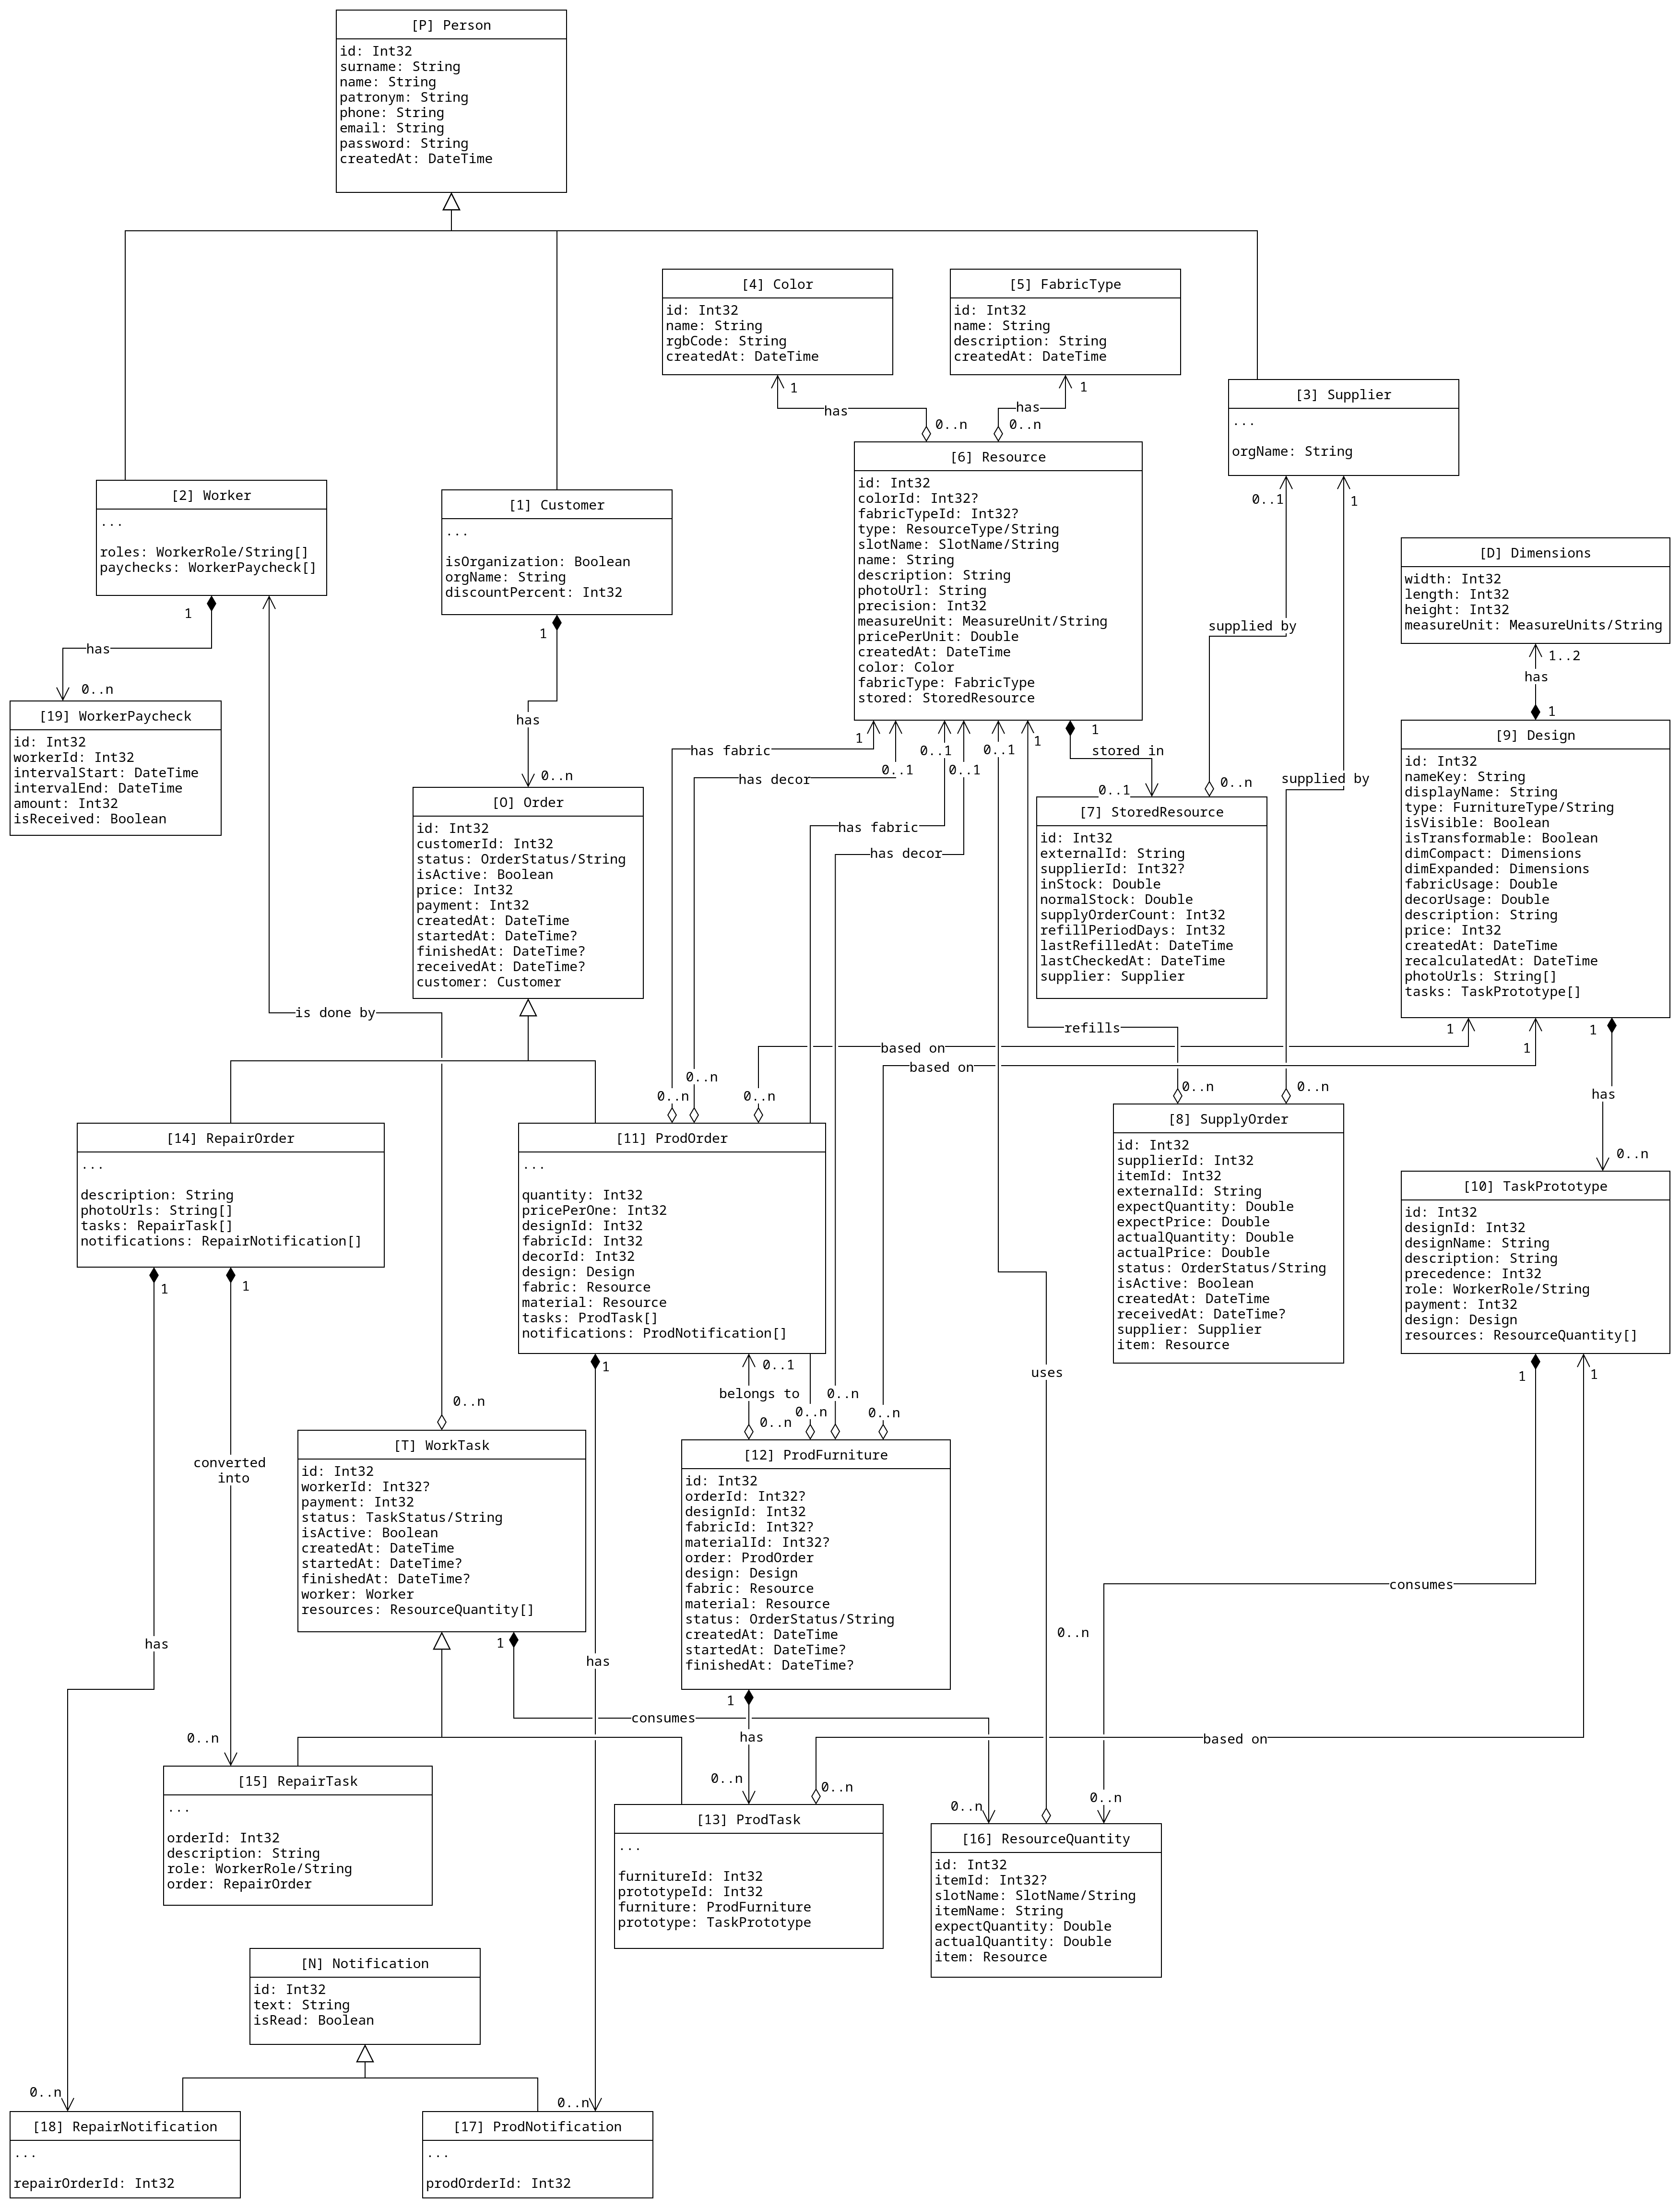 [P] Person
id: Int32
surname: String
name: String
patronym: String
phone: String
email: String
password: String
createdAt: DateTime
[4] Color
id: Int32
name: String
rgbCode: String
createdAt: DateTime
[5] FabricType
id: Int32
name: String
description: String
createdAt: DateTime
1
has
0..n
1
has
0..n
[3] Supplier
...
orgName: String
0..1
1
supplied by
supplied by
[2] Worker
...
roles: WorkerRole/String[]
paychecks: WorkerPaycheck[]
1
has
0..n
[1] Customer
...
isOrganization: Boolean
orgName: String
discountPercent: Int32
1
has
0..n
[6] Resource
id: Int32
colorId: Int32?
fabricTypeId: Int32?
type: ResourceType/String
slotName: SlotName/String
name: String
description: String
photoUrl: String
precision: Int32
measureUnit: MeasureUnit/String
pricePerUnit: Double
createdAt: DateTime
color: Color
fabricType: FabricType
stored: StoredResource
[D] Dimensions
width: Int32
length: Int32
height: Int32
measureUnit: MeasureUnits/String
1..2
has
1
[19] WorkerPaycheck
id: Int32
workerId: Int32
intervalStart: DateTime
intervalEnd: DateTime
amount: Int32
isReceived: Boolean
[O] Order
id: Int32
customerId: Int32
status: OrderStatus/String
isActive: Boolean
price: Int32
payment: Int32
createdAt: DateTime
startedAt: DateTime?
finishedAt: DateTime?
receivedAt: DateTime?
customer: Customer
1
has fabric
0..1
has decor
0..1
has fabric
0..1
has decor
0..1
1
1
stored in
0..1
0..n
[7] StoredResource
id: Int32
externalId: String
supplierId: Int32?
inStock: Double
normalStock: Double
supplyOrderCount: Int32
refillPeriodDays: Int32
lastRefilledAt: DateTime
lastCheckedAt: DateTime
supplier: Supplier
[9] Design
id: Int32
nameKey: String
displayName: String
type: FurnitureType/String
isVisible: Boolean
isTransformable: Boolean
dimCompact: Dimensions
dimExpanded: Dimensions
fabricUsage: Double
decorUsage: Double
description: String
price: Int32
createdAt: DateTime
recalculatedAt: DateTime
photoUrls: String[]
tasks: TaskPrototype[]
is done by
refills
based on
1
based on
1
1
has
0..n
0..n
0..n
0..n
0..n
0..n
[14] RepairOrder
...
description: String
photoUrls: String[]
tasks: RepairTask[]
notifications: RepairNotification[]
[11] ProdOrder
...
quantity: Int32
pricePerOne: Int32
designId: Int32
fabricId: Int32
decorId: Int32
design: Design
fabric: Resource
material: Resource
tasks: ProdTask[]
notifications: ProdNotification[]
[8] SupplyOrder
id: Int32
supplierId: Int32
itemId: Int32
externalId: String
expectQuantity: Double
expectPrice: Double
actualQuantity: Double
actualPrice: Double
status: OrderStatus/String
isActive: Boolean
createdAt: DateTime
receivedAt: DateTime?
supplier: Supplier
item: Resource
[10] TaskPrototype
id: Int32
designId: Int32
designName: String
description: String
precedence: Int32
role: WorkerRole/String
payment: Int32
design: Design
resources: ResourceQuantity[]
1
1
1
0..1
belongs to
0..n
0..n
0..n
0..n
0..n
uses
1
1
converted
into
[T] WorkTask
id: Int32
workerId: Int32?
payment: Int32
status: TaskStatus/String
isActive: Boolean
createdAt: DateTime
startedAt: DateTime?
finishedAt: DateTime?
worker: Worker
resources: ResourceQuantity[]
[12] ProdFurniture
id: Int32
orderId: Int32?
designId: Int32
fabricId: Int32?
materialId: Int32?
order: ProdOrder
design: Design
fabric: Resource
material: Resource
status: OrderStatus/String
createdAt: DateTime
startedAt: DateTime?
finishedAt: DateTime?
consumes
0..n
has
1
has
1
consumes
has
based on
0..n
0..n
0..n
0..n
0..n
[15] RepairTask
...
orderId: Int32
description: String
role: WorkerRole/String
order: RepairOrder
[13] ProdTask
...
furnitureId: Int32
prototypeId: Int32
furniture: ProdFurniture
prototype: TaskPrototype
[16] ResourceQuantity
id: Int32
itemId: Int32?
slotName: SlotName/String
itemName: String
expectQuantity: Double
actualQuantity: Double
item: Resource
[N] Notification
id: Int32
text: String
isRead: Boolean
0..n
0..n
[18] RepairNotification
...
repairOrderId: Int32
[17] ProdNotification
...
prodOrderId: Int32